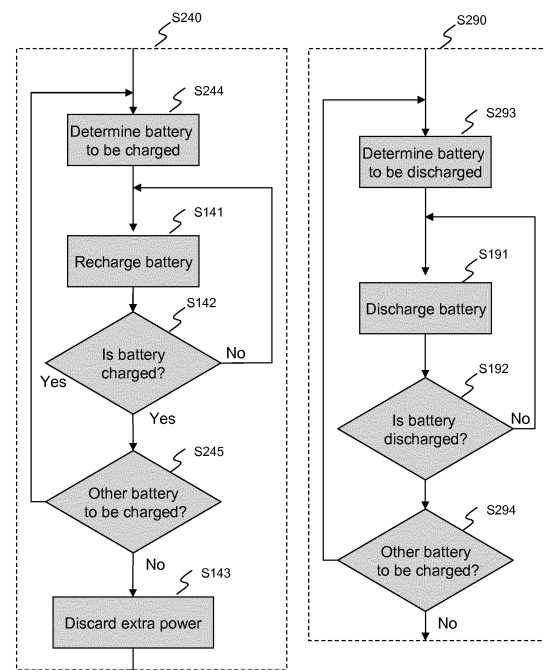 S240
S244
Determine battery
to be charged
S141
Recharge battery
S142
Is battery
charged?
No
Yes
Yes
S245
Other battery
to be charged?
No
S143
Discard extra power
S290
S293
Determine battery
to be discharged
S191
Discharge battery
S192
Is battery
discharged?
No
S294
Other battery
to be charged?
No